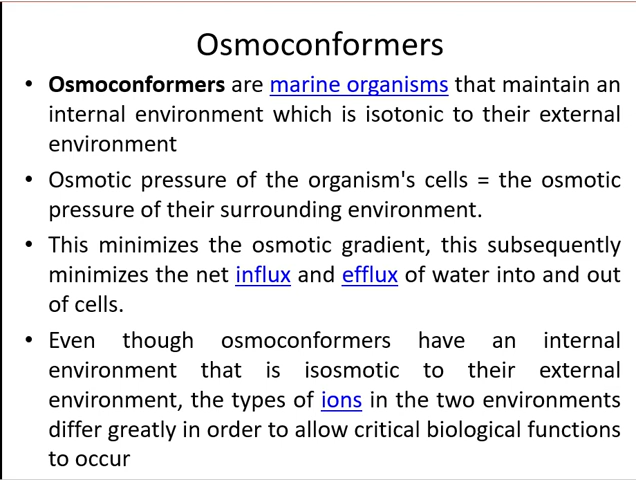 Osmoconformers
• Osmoconformers are marine organisms that maintain an
internal environment which is isotonic to their external
environment
• Osmotic pressure of the organism's cells = the osmotic
pressure of their surrounding environment.
• This minimizes the osmotic gradient, this subsequently
minimizes the net influx and efflux of water into and out
of cells.
• Even though osmoconformers have an internal
environment that is isosmotic to their external
environment, the types of ions in the two environments
differ greatly in order to allow critical biological functions
to occur